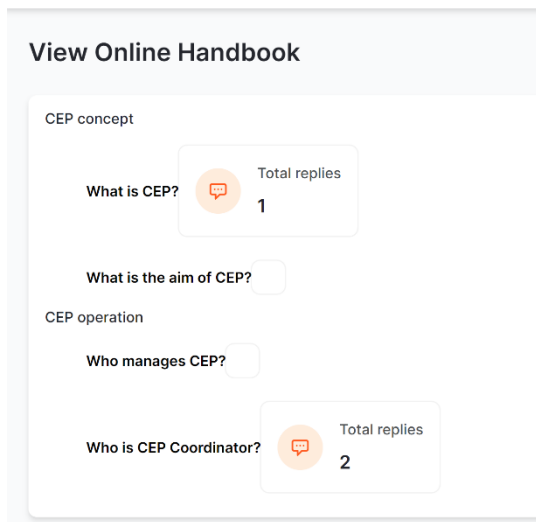 View Online Handbook
CEP concept
What is CEP?
Total replies
1
What is the aim of CEP?
CEP operation
Who manages CEP?
Who is CEP Coordinator?
Total replies
2